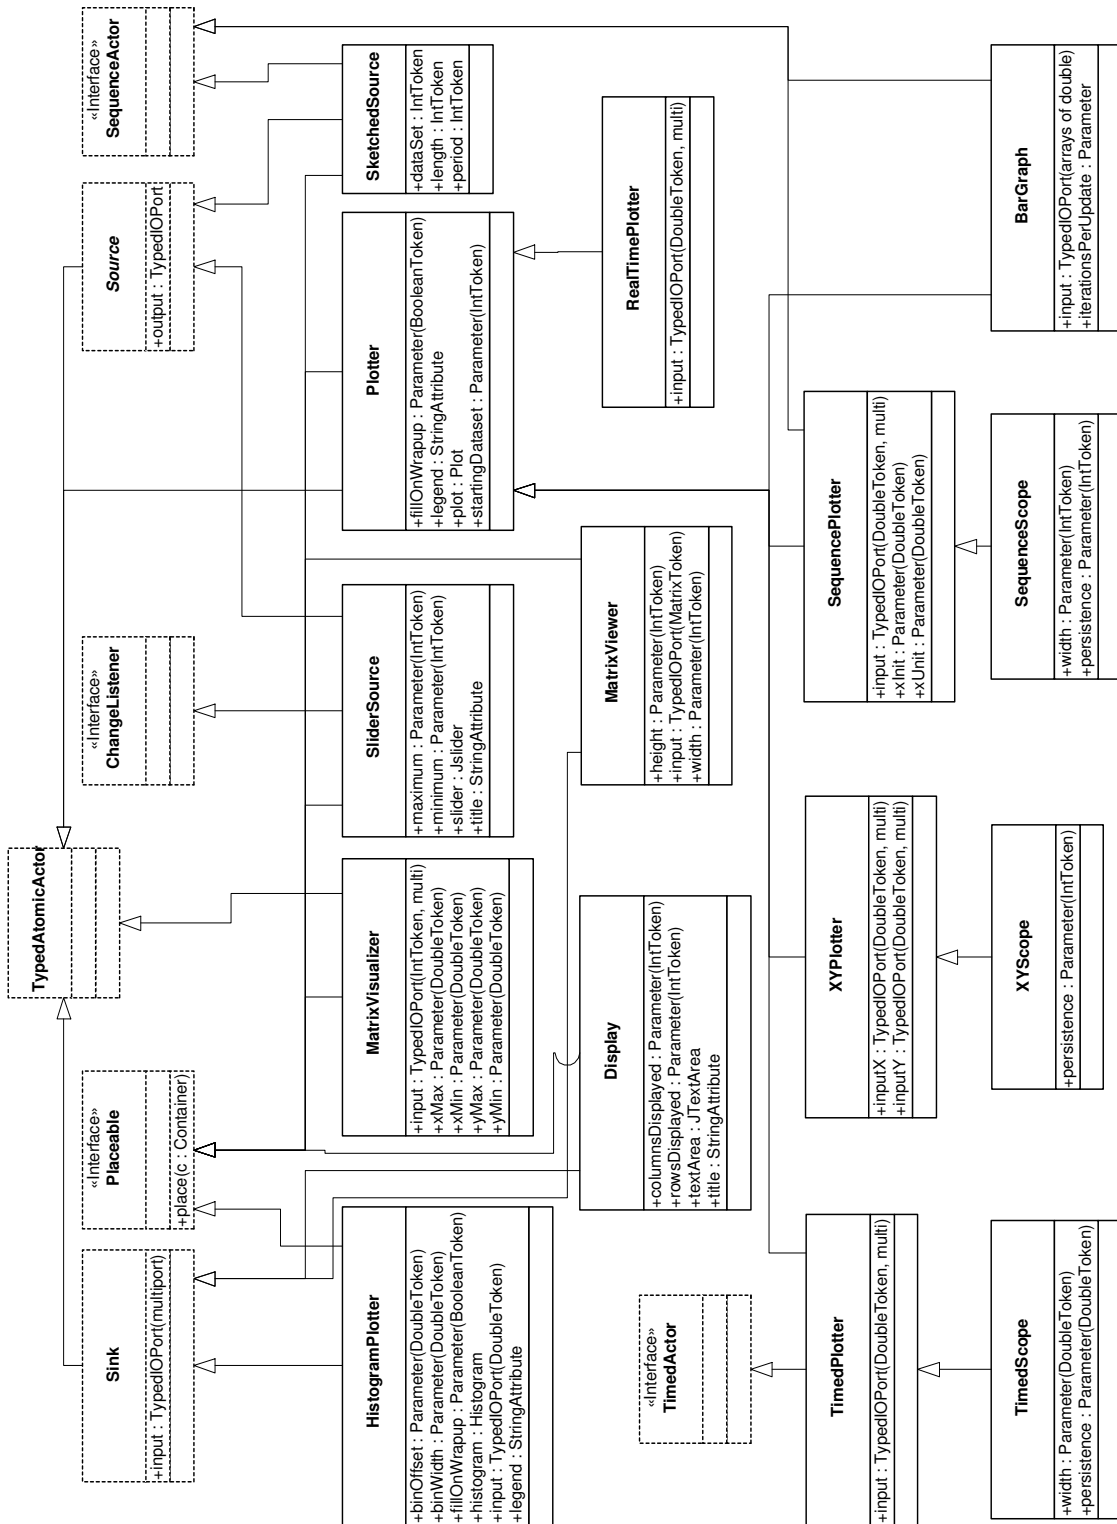 TypedAtomicActor
Sink
+input : TypedIOPort(multiport)
«Interface»
Placeable
+place(c : Container)
«Interface»
ChangeListener
Source
+output : TypedIOPort
«Interface»
SequenceActor
HistogramPlotter
+binOffset : Parameter(DoubleToken)
+binWidth : Parameter(DoubleToken)
+fillOnWrapup : Parameter(BooleanToken)
+histogram : Histogram
+input : TypedIOPort(DoubleToken)
+legend : StringAttribute
MatrixVisualizer
+input : TypedIOPort(IntToken, multi)
+xMax : Parameter(DoubleToken)
+xMin : Parameter(DoubleToken)
+yMax : Parameter(DoubleToken)
+yMin : Parameter(DoubleToken)
SliderSource
+maximum : Parameter(IntToken)
+minimum : Parameter(IntToken)
+slider : Jslider
+title : StringAttribute
Plotter
+fillOnWrapup : Parameter(BooleanToken)
+legend : StringAttribute
+plot : Plot
+startingDataset : Parameter(IntToken)
SketchedSource
+dataSet : IntToken
+length : IntToken
+period : IntToken
Display
+columnsDisplayed : Parameter(IntToken)
+rowsDisplayed : Parameter(IntToken)
+textArea : JTextArea
+title : StringAttribute
MatrixViewer
+height : Parameter(IntToken)
+input : TypedIOPort(MatrixToken)
+width : Parameter(IntToken)
RealTimePlotter
+input : TypedIOPort(DoubleToken, multi)
«Interface»
TimedActor
TimedPlotter
+input : TypedIOPort(DoubleToken, multi)
XYPlotter
+inputX : TypedIOPort(DoubleToken, multi)
+inputY : TypedIOPort(DoubleToken, multi)
SequencePlotter
+input : TypedIOPort(DoubleToken, multi)
+xInit : Parameter(DoubleToken)
+xUnit : Parameter(DoubleToken)
TimedScope
+width : Parameter(DoubleToken)
+persistence : Parameter(DoubleToken)
XYScope
+persistence : Parameter(IntToken)
SequenceScope
+width : Parameter(IntToken)
+persistence : Parameter(IntToken)
BarGraph
+input : TypedIOPort(arrays of double)
+iterationsPerUpdate : Parameter